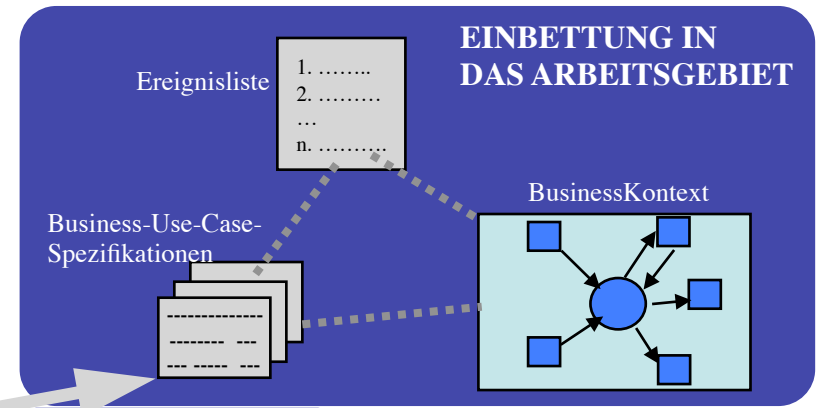 EINBETTUNG IN
DAS ARBEITSGEBIET
Ereignisliste
1. ……..
2. ………
…
n. ……….
BusinessKontext
Business-Use-Case-
Spezifikationen